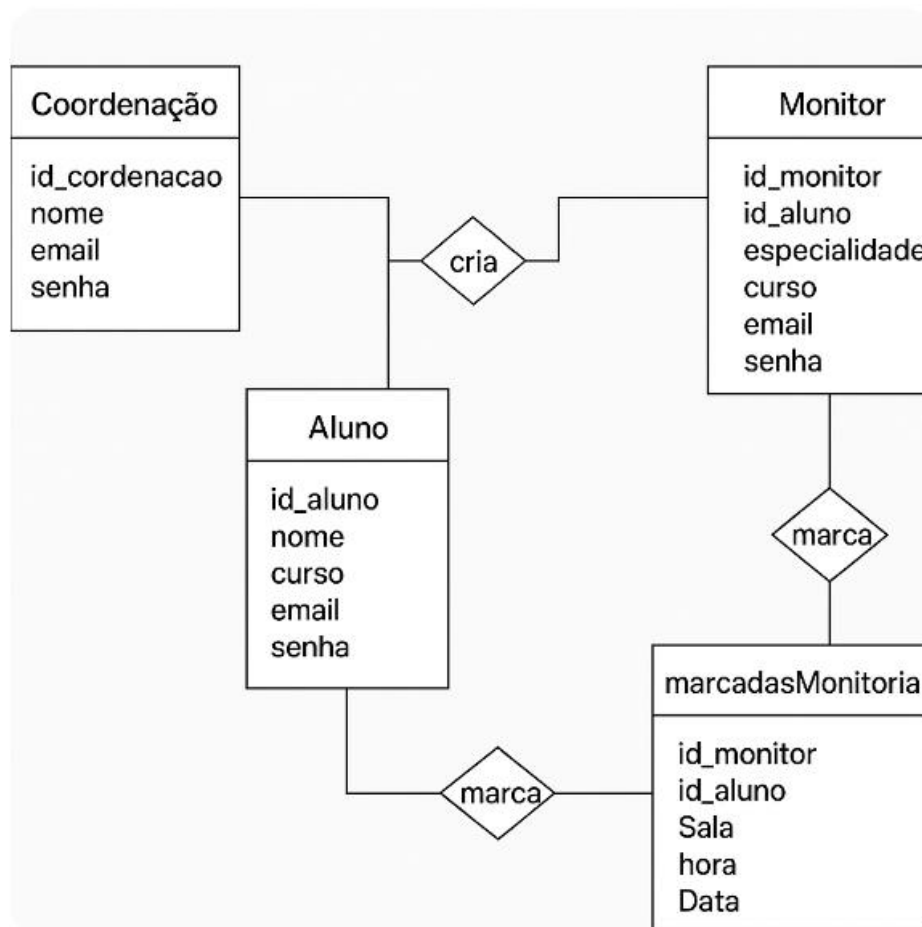 Coordenação
id_cordenacao
nome
email
senha
cria
Monitor
id_monitor
id_aluno
especialidade
curso
email
senha
Aluno
id_aluno
nome
curso
email
senha
marca
marca
marcadasMonitoria
id_monitor
id_aluno
Sala
hora
Data